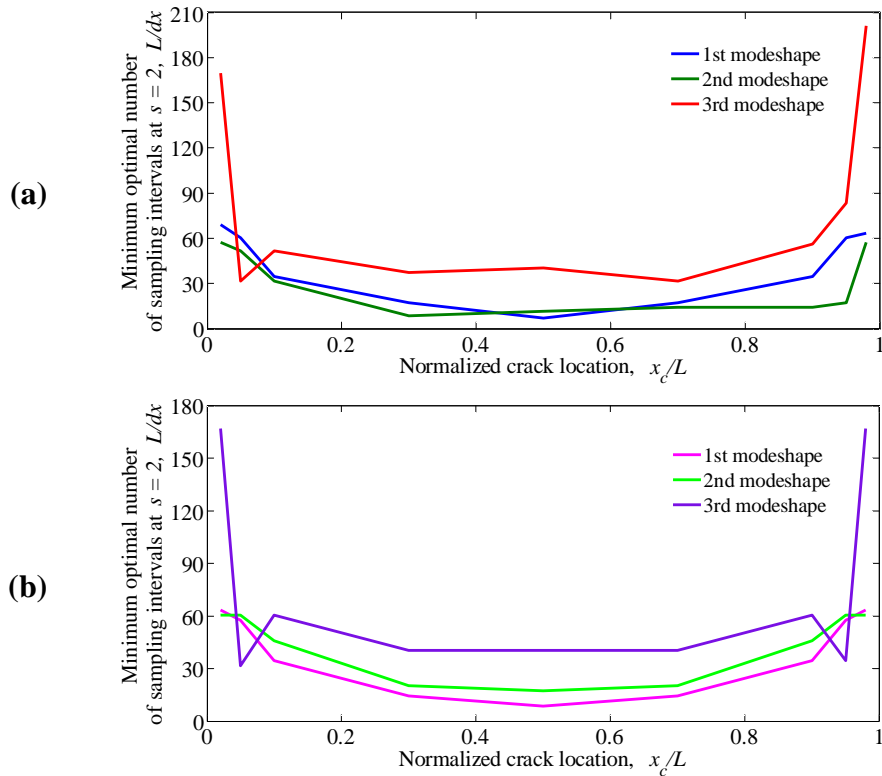 (a)
Minimum optimal number
of sampling intervals at s = 2, L/dx
210
180
150
120
90
60
30
0
1st modeshape
2nd modeshape
3rd modeshape
0 0.2 0.4 0.6 0.8 1
Normalized crack location, x_c/L
(b)
Minimum optimal number
of sampling intervals at s = 2, L/dx
180
150
120
90
60
30
0
1st modeshape
2nd modeshape
3rd modeshape
0 0.2 0.4 0.6 0.8 1
Normalized crack location, x_c/L